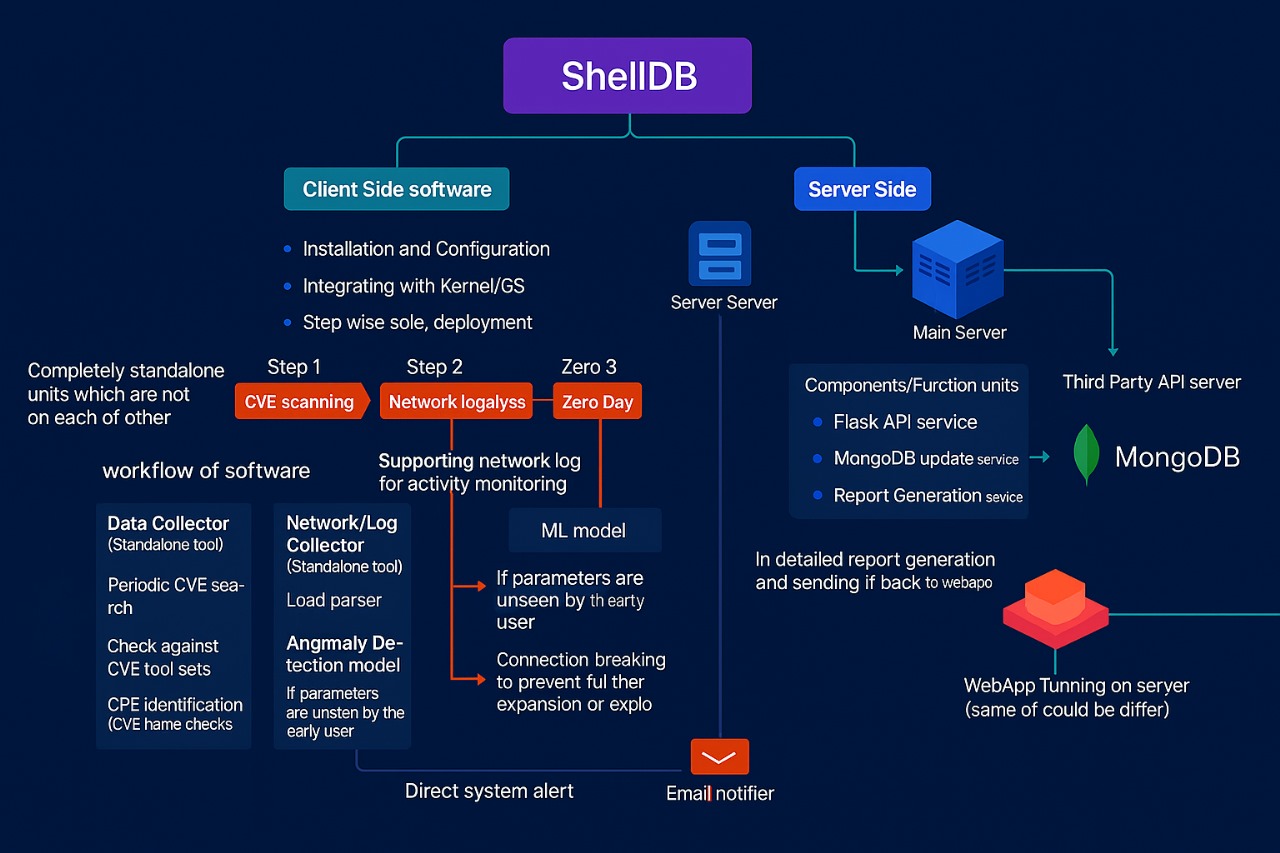 ShellDB
Client Side software
Server Side
Installation and Configuration
Integrating with Kernel/GS
Step wise sole, deployment
Server Server
Main Server
Completely standalone
units which are not
on each of other
Step 1
CVE scanning
Step 2
Network logalyss
Zero 3
Zero Day
Components/Furction units
Flask API service
MongoDB update service
Report Generation sevice
Third Party API server
MongoDB
workflow of software
Supporting network log
for activity monitoring
ML model
Data Collector
(Standalone tool)
Periodic CVE sea-
rch
Check against
CVE tool sets
CPE identification
(CVE hame checks
Network/Log
Collector
(Standalone tool)
Load parser
Angmaly De-
tection model
If parameters
are unsten by the
early user
If parameters are
unseen by th earty
user
Connection breaking
to prevent ful ther
expansion or explo
In detailed report generation
and sending if back to webapo
WebApp Tunning on seryer
(same of could be differ)
Direct system alert
Email notifier